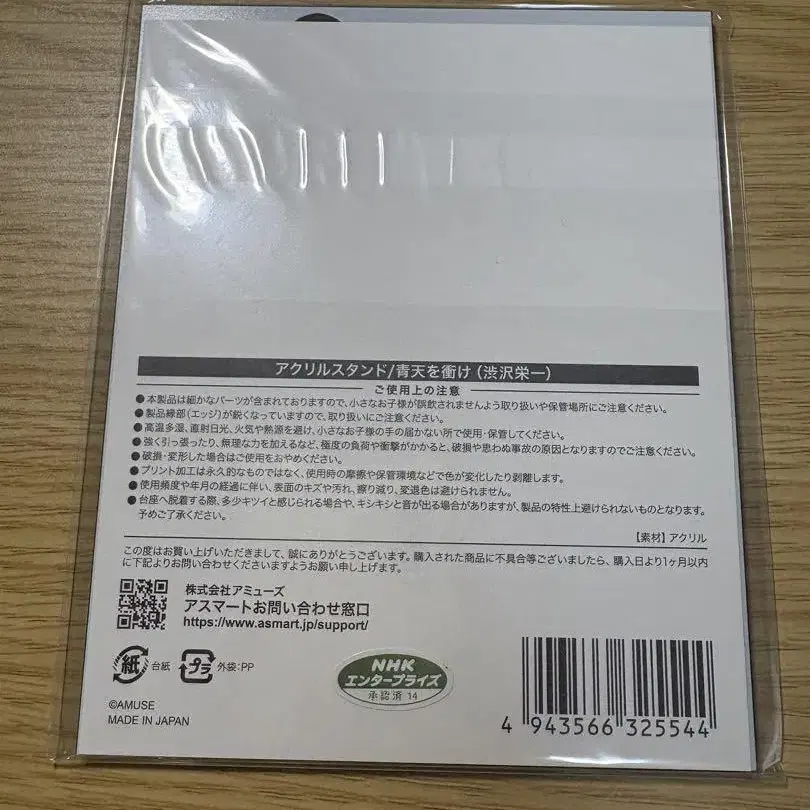 アクリルスタンド/青天を衝け(渋沢栄一)
ご使用上の注意
●本製品は細かなパーツが含まれておりますので、小さなお子様が誤飲されませんよう取り扱いや保管場所にご注意ください。
●製品縁部(エッジ)が鋭くなっていますので、取り扱いにご注意ください。
●高温多湿、直射日光、火気や熱源を避け、小さなお子様の手の届かない所で使用・保管してください。
●強く引っ張ったり、無理な力を加えるなど、極度の負荷や衝撃がかかると、破損や思わぬ事故の原因となりますのでご注意ください。
●破損・変形した場合はご使用をおやめください。
●プリント加工は永久的なものではなく、使用時の摩擦や保管環境などで色が変化したり剥離します。
●使用頻度や年月の経過に伴い、表面のキズや汚れ、擦り減り、変退色は避けられません。
●台座へ脱着する際、多少キツイと感じられる場合や、キシキシと音が出る場合がありますが、製品の特性上避けられないものとなります。
予めご了承ください。
【素材】アクリル
この度はお買い上げいただきまして、誠にありがとうございます。購入された商品に不具合等ございましたら、購入日より1ヶ月以内
に下記よりお問い合わせくださいますようお願い申し上げます。
株式会社アミューズ
アスマートお問い合わせ窓口
https://www.asmart.jp/support/
紙 台紙 プラ 外袋:PP
NHK
エンタープライズ
承認済 14
©AMUSE
MADE IN JAPAN
4 943566 325544